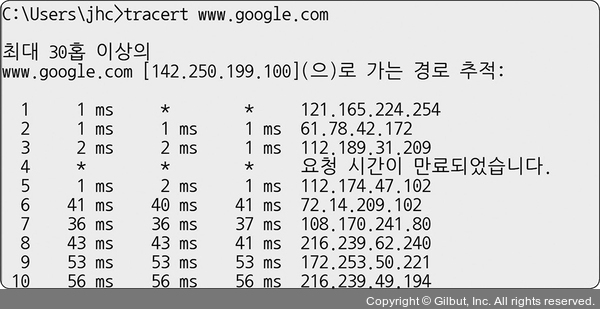 C:\Users\jhc>tracert www.google.com
최대 30홉 이상의
www.google.com [142.250.199.100](으)로 가는 경로 추적:
1 1 ms * * 121.165.224.254
2 1 ms 1 ms 1 ms 61.78.42.172
3 2 ms 2 ms 1 ms 112.189.31.209
4 * * * 요청 시간이 만료되었습니다.
5 1 ms 2 ms 1 ms 112.174.47.102
6 41 ms 40 ms 41 ms 72.14.209.102
7 36 ms 36 ms 37 ms 108.170.241.80
8 43 ms 43 ms 41 ms 216.239.62.240
9 53 ms 53 ms 53 ms 172.253.50.221
10 56 ms 56 ms 56 ms 216.239.49.194
Copyright © Gilbut, Inc. All rights reserved.